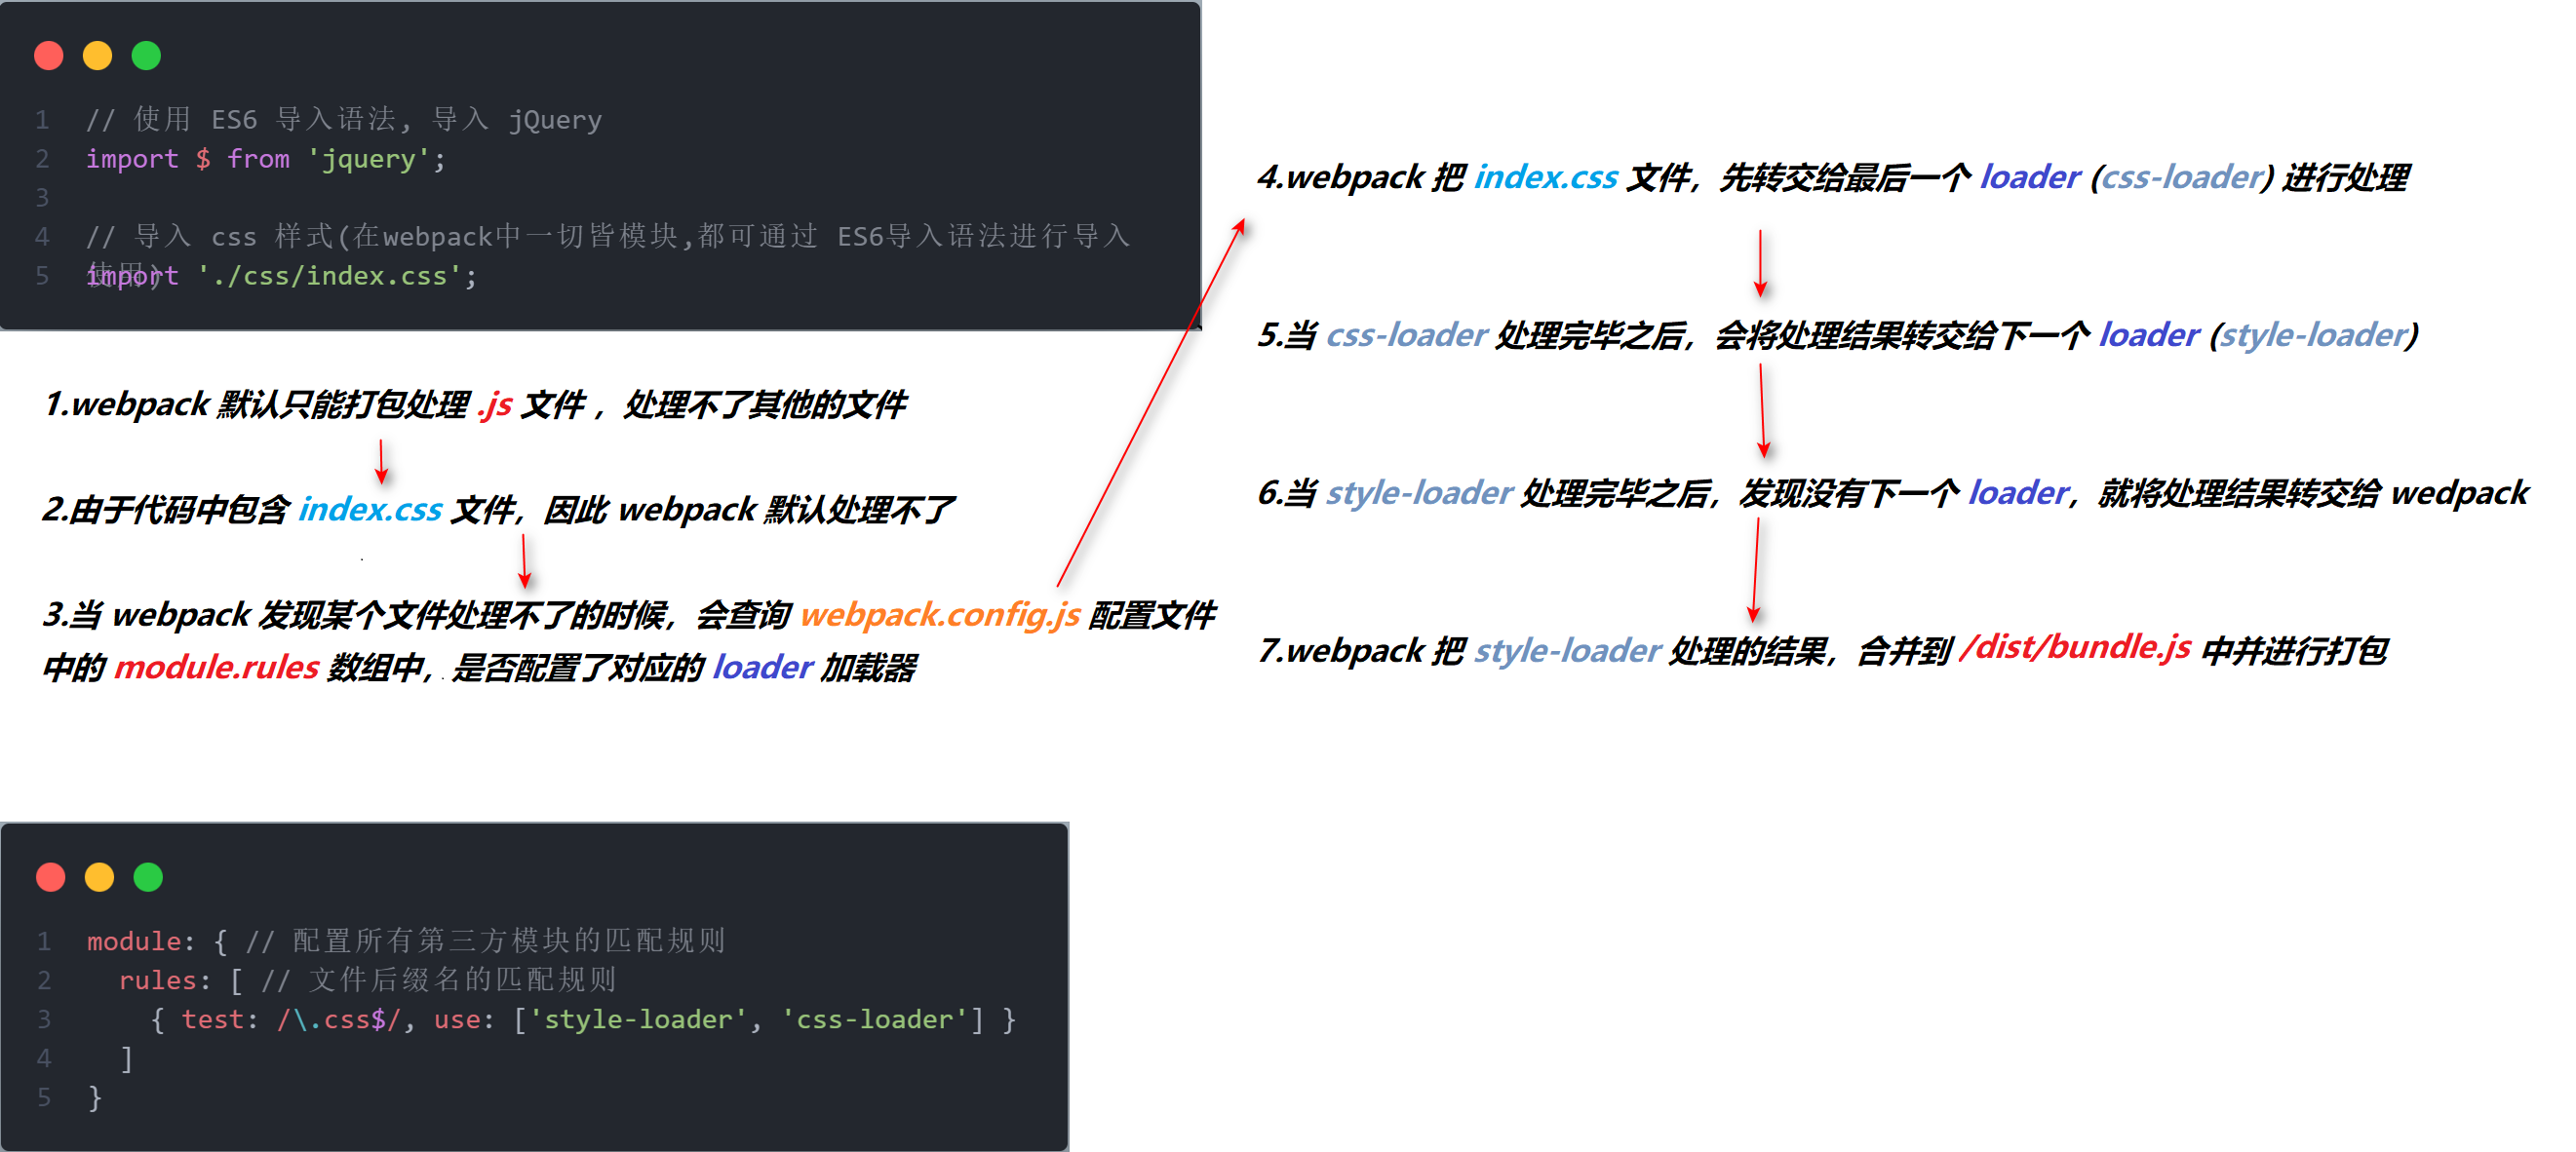 1 // 使用 ES6 导入语法, 导入 jQuery
2 import $ from 'jquery';
3
4 // 导入 css 样式(在webpack中一切皆模块,都可通过 ES6导入语法进行导入
使用)
5 import './css/index.css';
1.webpack 默认只能打包处理 .js 文件 ，处理不了其他的文件
2.由于代码中包含 index.css 文件，因此 webpack 默认处理不了
3.当 webpack 发现某个文件处理不了的时候，会查询 webpack.config.js 配置文件
中的 module.rules 数组中，是否配置了对应的 loader 加载器
4.webpack 把 index.css 文件，先转交给最后一个 loader (css-loader) 进行处理
5.当 css-loader 处理完毕之后，会将处理结果转交给下一个 loader (style-loader)
6.当 style-loader 处理完毕之后，发现没有下一个 loader，就将处理结果转交给 wedpack
7.webpack 把 style-loader 处理的结果，合并到 /dist/bundle.js 中并进行打包
1 module: { // 配置所有第三方模块的匹配规则
2 rules: [ // 文件后缀名的匹配规则
3 { test: /\.css$/, use: ['style-loader', 'css-loader'] }
4 ]
5 }